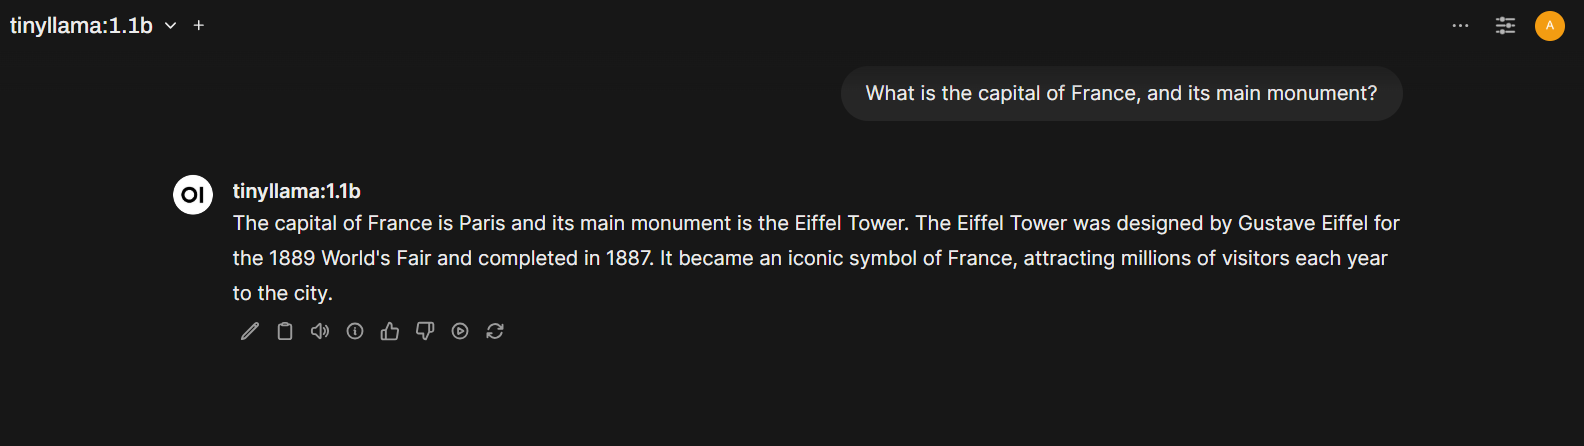 tinyllama:1.1b
A
What is the capital of France, and its main monument?
OI
tinyllama:1.1b
The capital of France is Paris and its main monument is the Eiffel Tower. The Eiffel Tower was designed by Gustave Eiffel for
the 1889 World's Fair and completed in 1887. It became an iconic symbol of France, attracting millions of visitors each year
to the city.